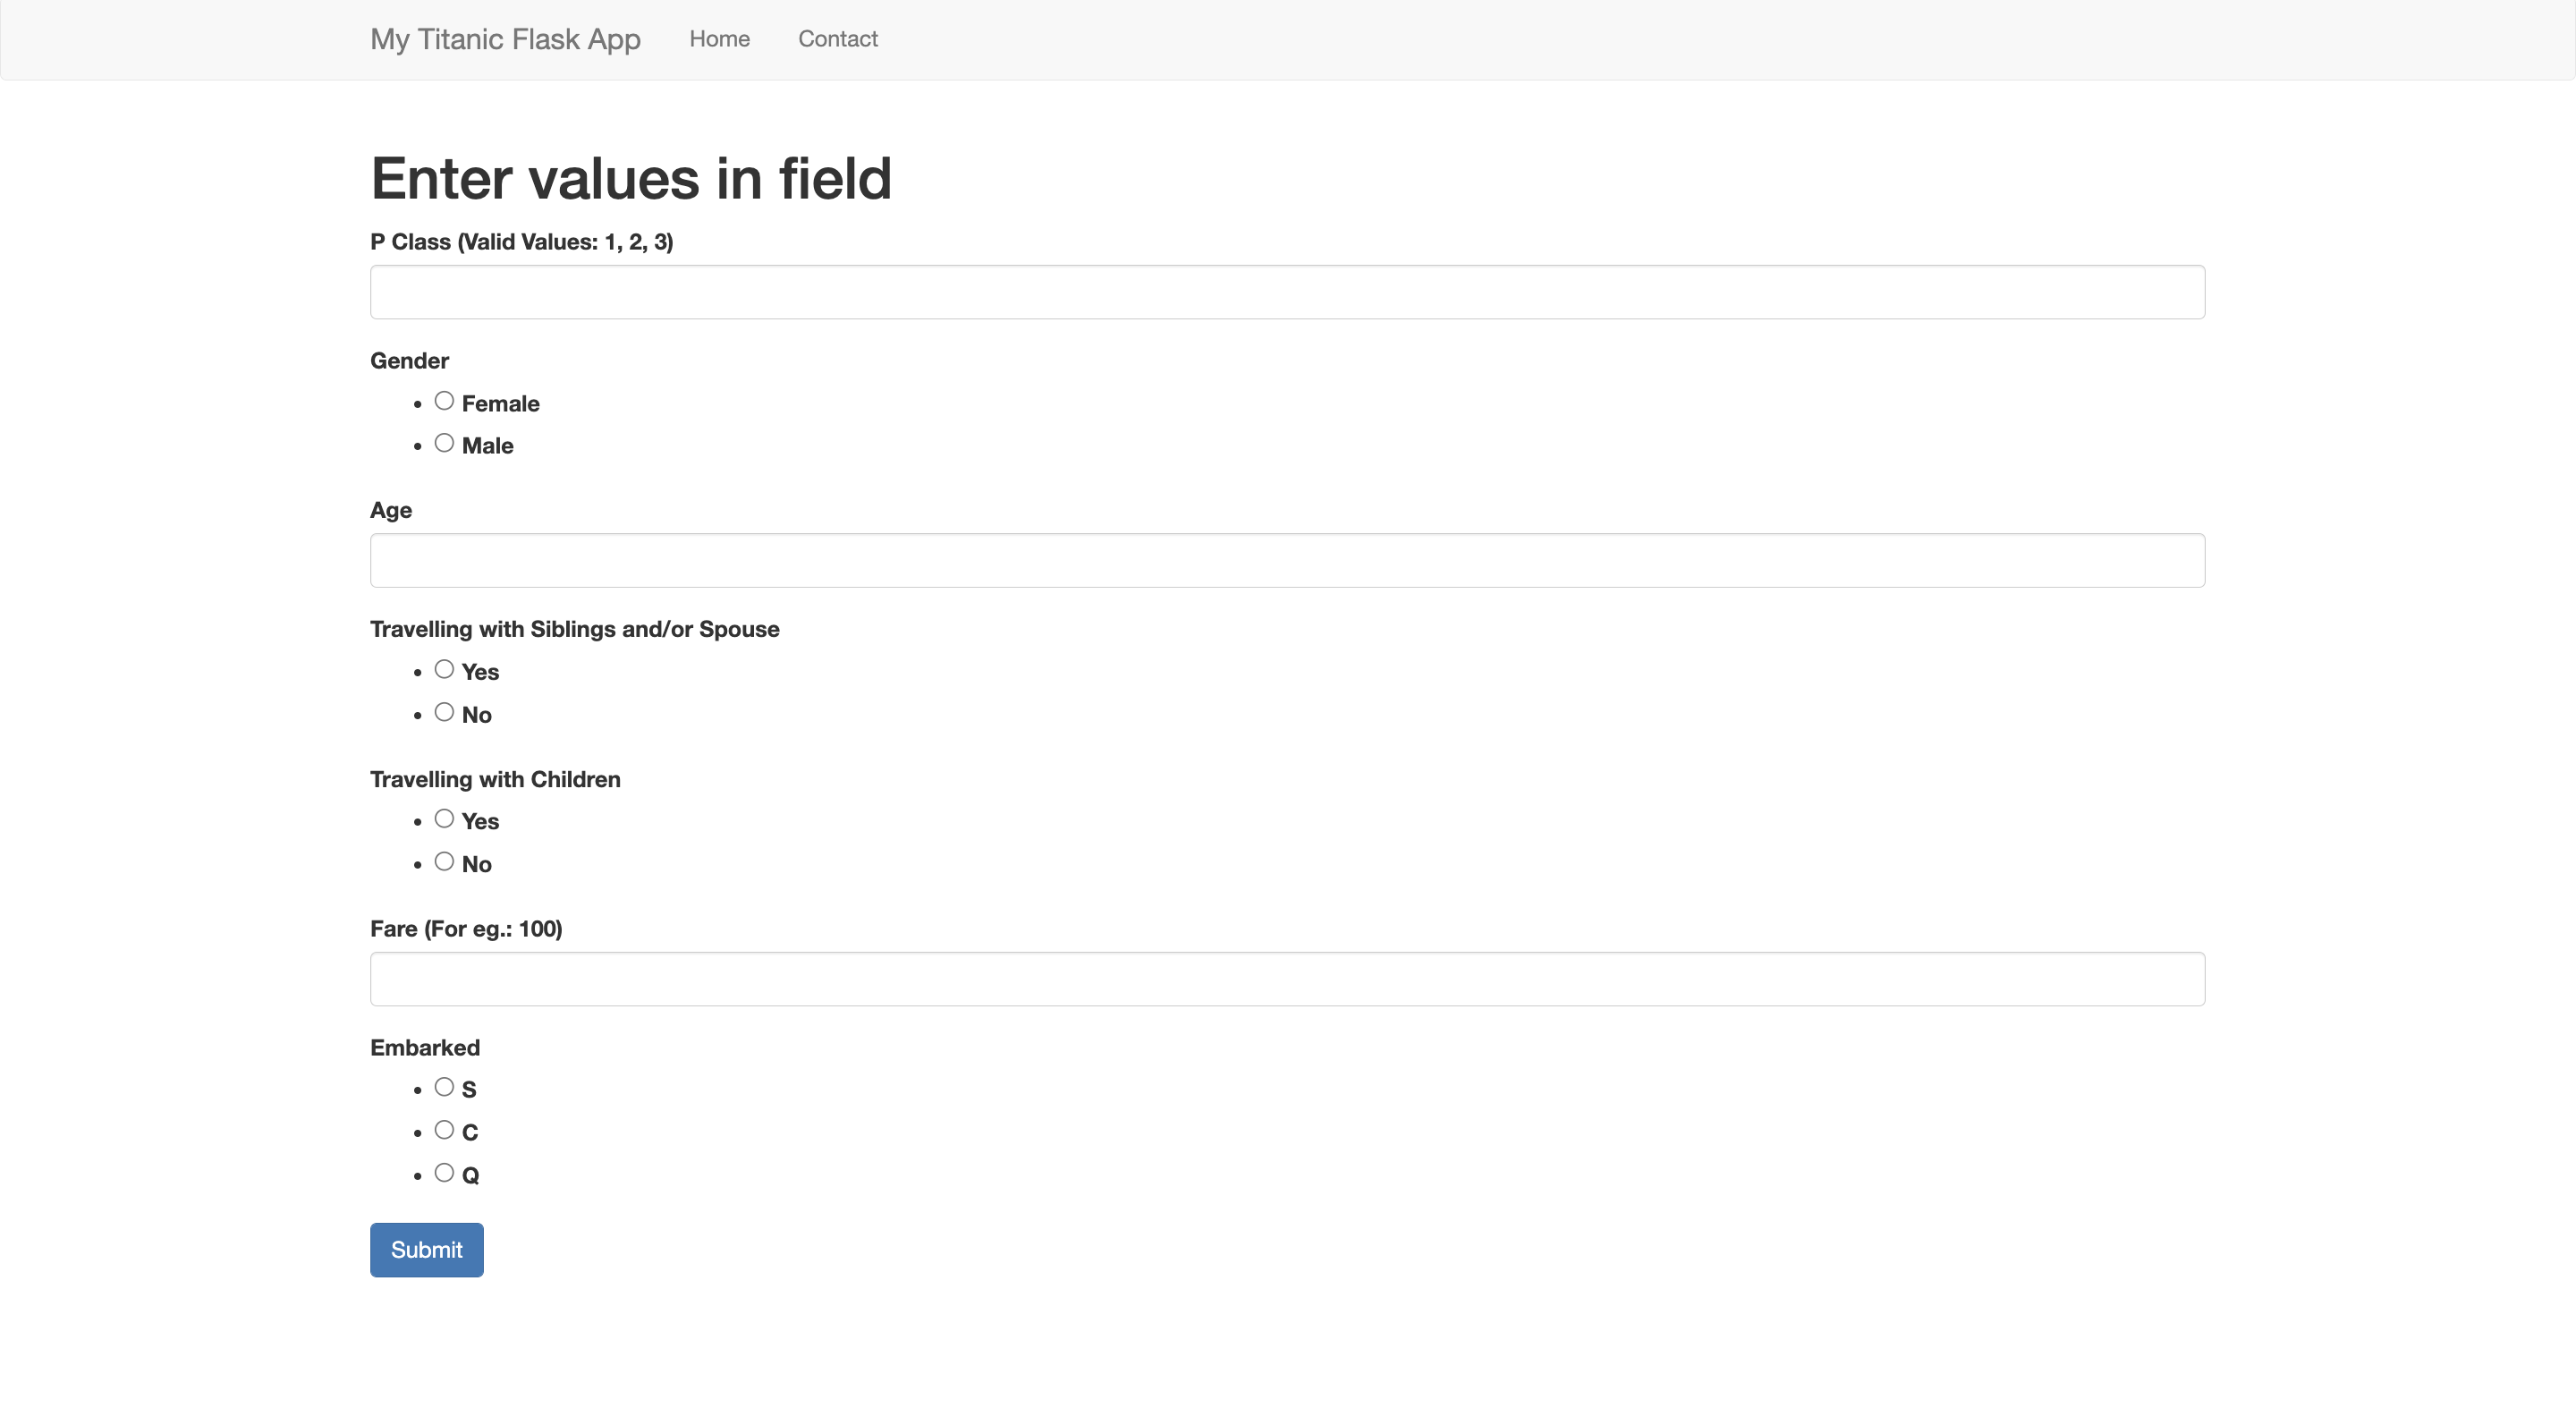 My Titanic Flask App Home Contact
Enter values in field
P Class (Valid Values: 1, 2, 3)
Gender
Female
Male
Age
Travelling with Siblings and/or Spouse
Yes
No
Travelling with Children
Yes
No
Fare (For eg.: 100)
Embarked
S
C
Q
Submit